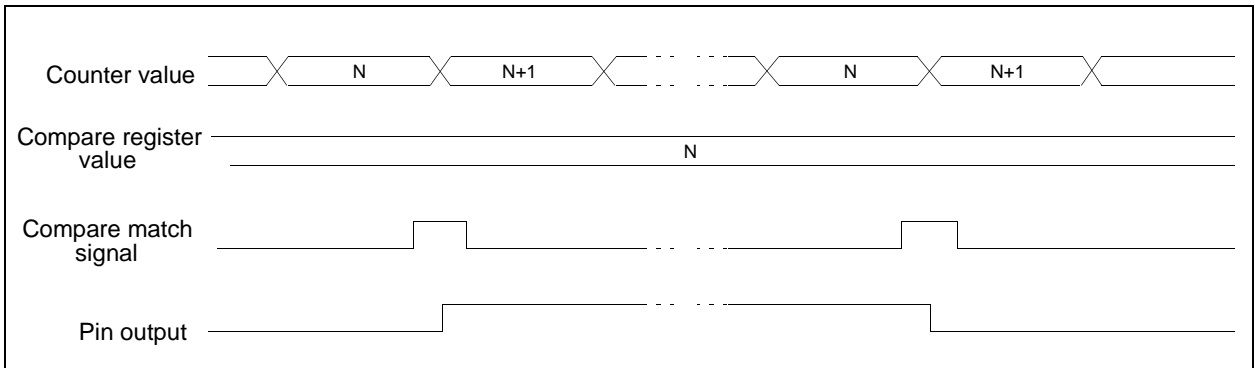 Counter value N N+1 N N+1
Compare register
value
N
Compare match
signal
Pin output